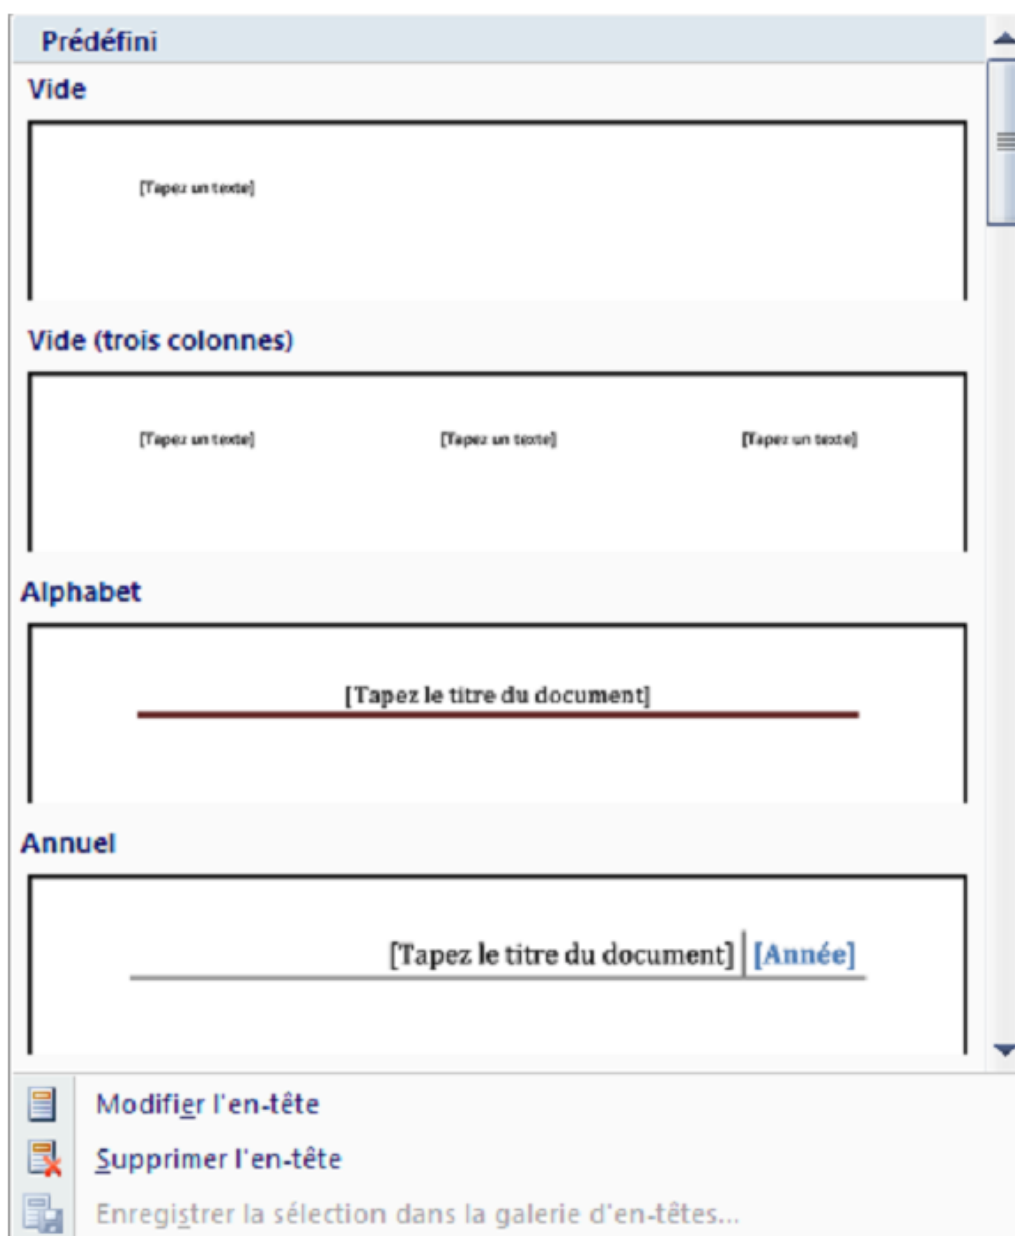 Prédéfini
Vide
[Tapez un texte]
Vide (trois colonnes)
[Tapez un texte] [Tapez un texte] [Tapez un texte]
Alphabet
[Tapez le titre du document]
Annuel
[Tapez le titre du document] [Année]
Modifier l'en-tête
Supprimer l'en-tête
Enregistrer la sélection dans la galerie d'en-têtes...